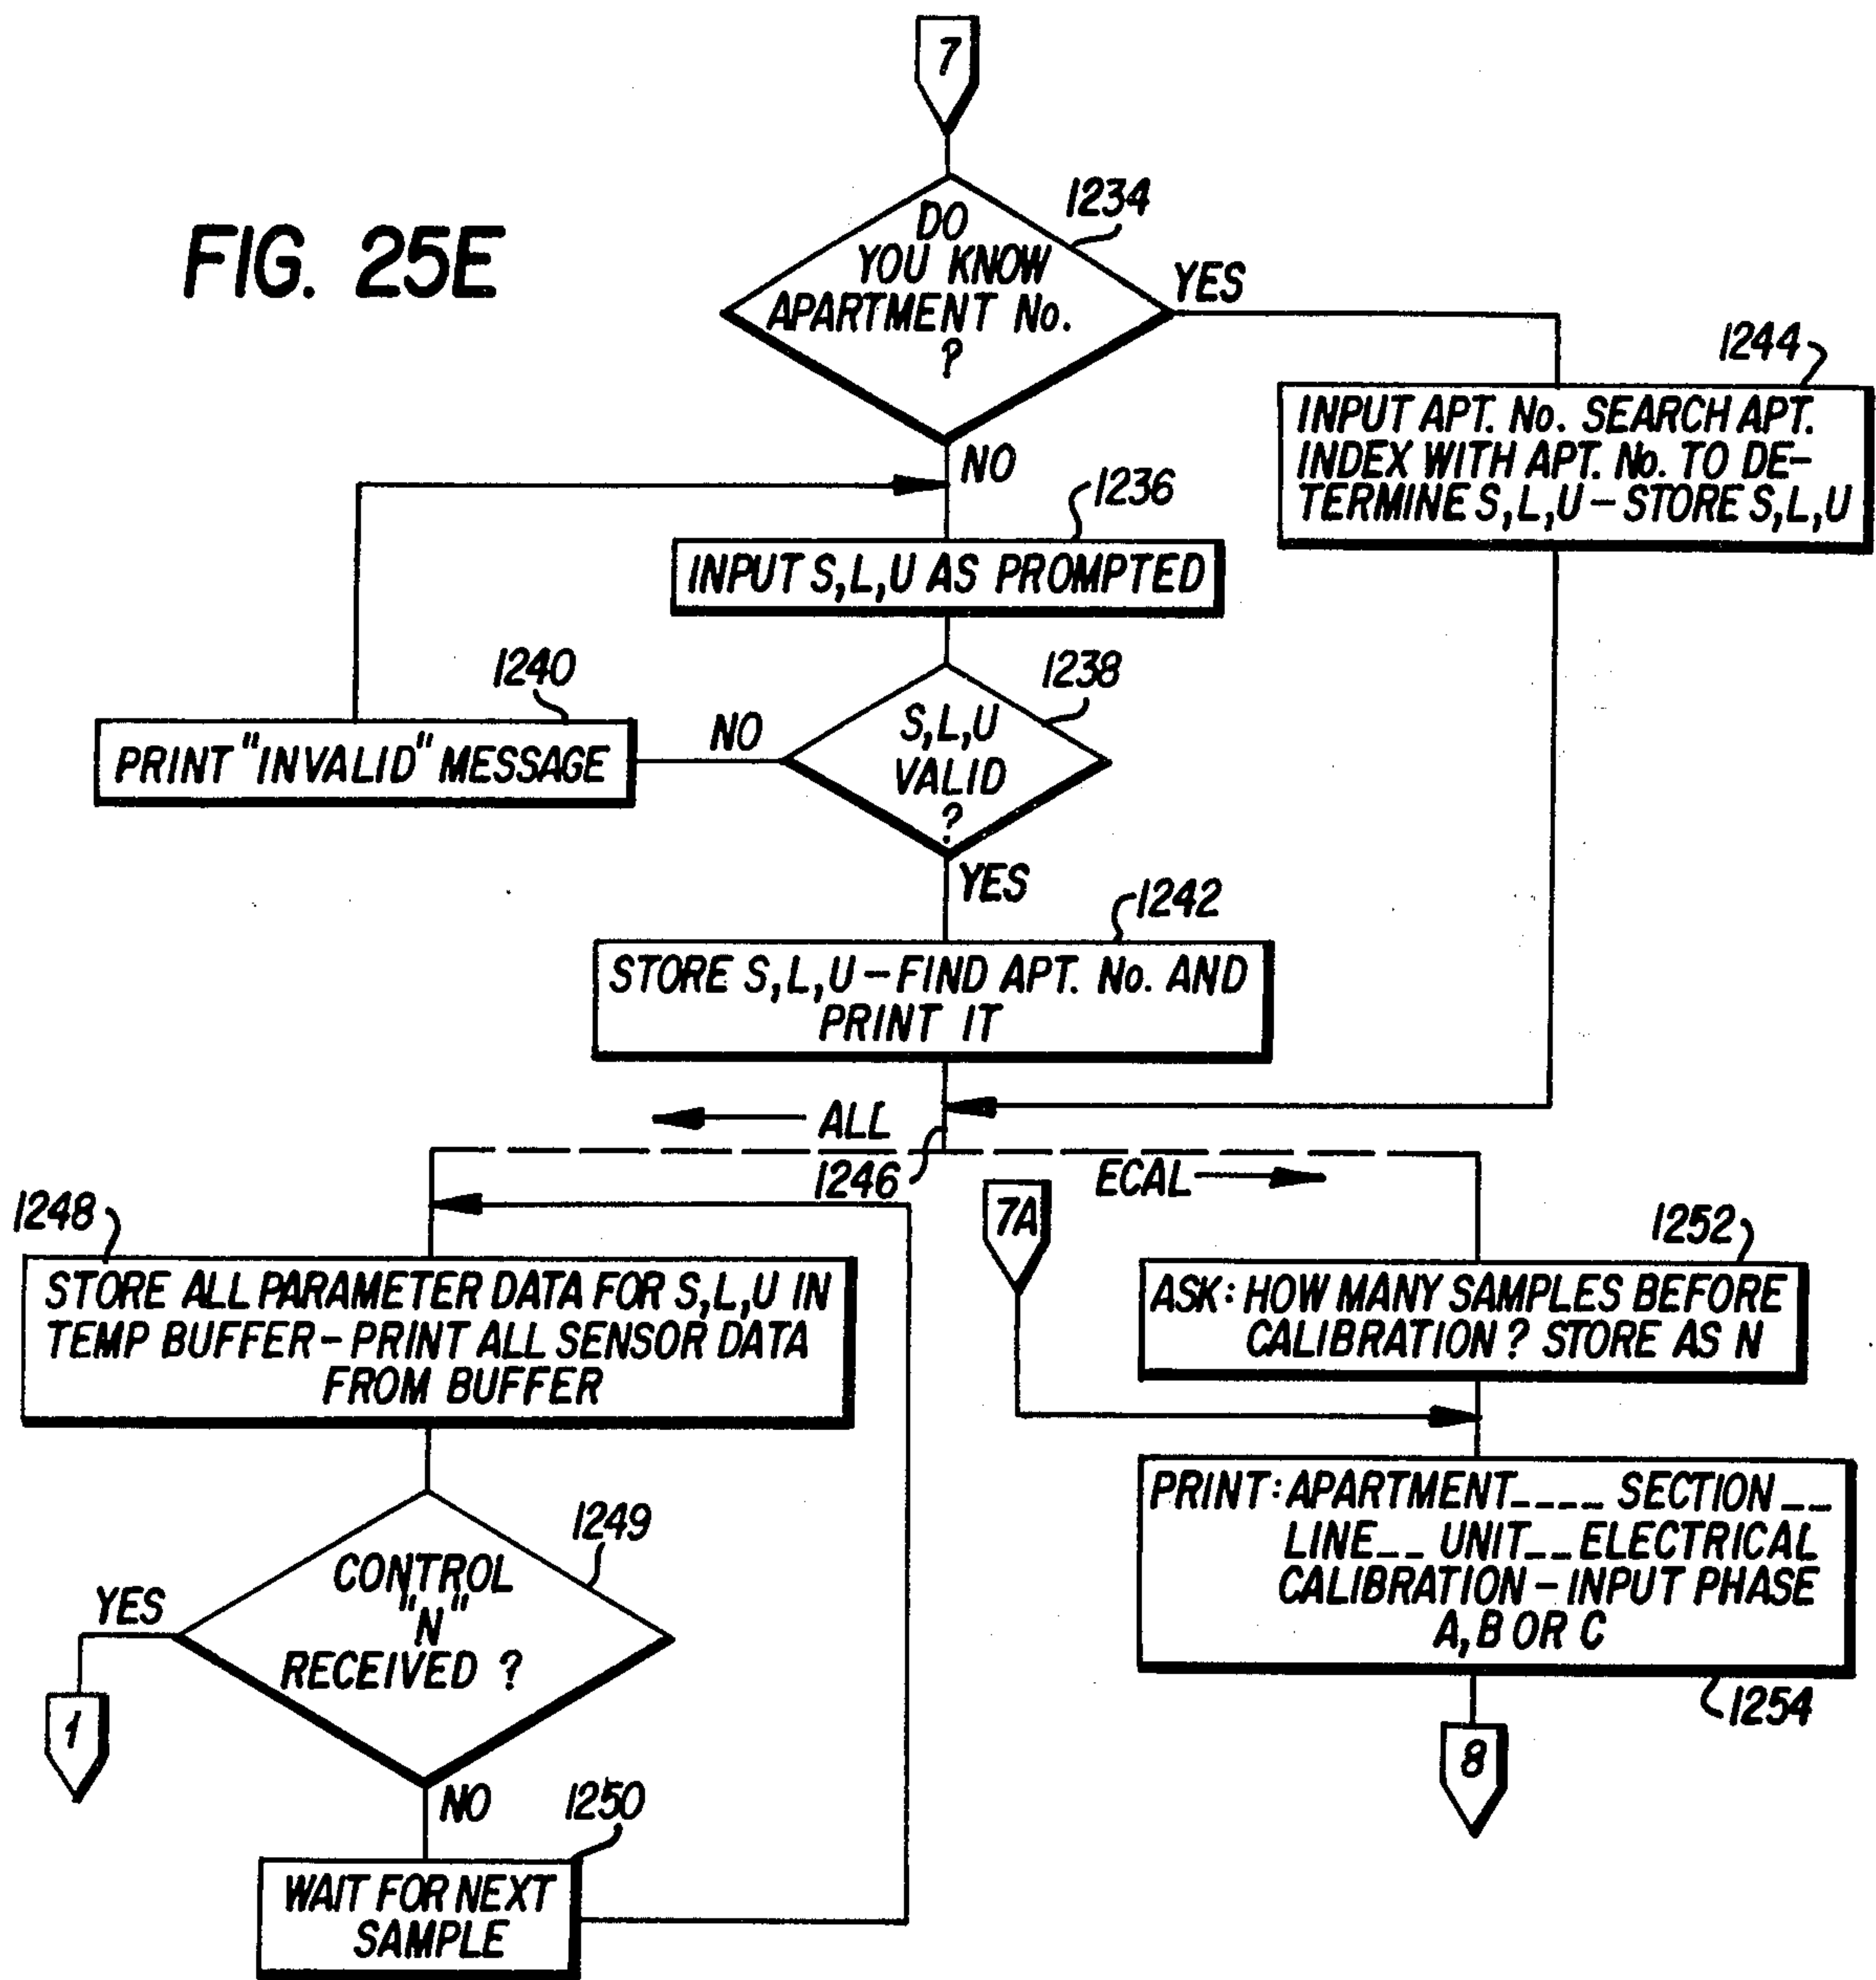 7
FIG. 25E
1234
DO
YOU KNOW
APARTMENT No.
?
YES
NO
1244
INPUT APT. No. SEARCH APT.
INDEX WITH APT. No. TO DE-
TERMINE S,L,U – STORE S,L,U
1236
INPUT S,L,U AS PROMPTED
1238
S,L,U
VALID
?
NO
1240
PRINT "INVALID" MESSAGE
YES
1242
STORE S,L,U – FIND APT. No. AND
PRINT IT
ALL
1246
ECAL
7A
1248
STORE ALL PARAMETER DATA FOR S,L,U IN
TEMP BUFFER – PRINT ALL SENSOR DATA
FROM BUFFER
1252
ASK: HOW MANY SAMPLES BEFORE
CALIBRATION? STORE AS N
1249
CONTROL
"N"
RECEIVED ?
YES
1
NO
1250
WAIT FOR NEXT
SAMPLE
PRINT: APARTMENT____ SECTION__
LINE__ UNIT__ ELECTRICAL
CALIBRATION – INPUT PHASE
A, B OR C
1254
8